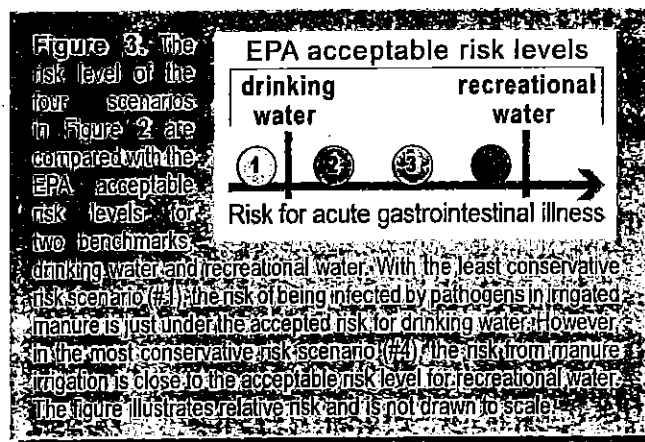 Figure 3. The
risk level of the
four scenarios
in Figure 2 are
compared with the
EPA acceptable
risk levels for
two benchmarks,
EPA acceptable risk levels
drinking
water
recreational
water
1
2
3
Risk for acute gastrointestinal illness
drinking water and recreational water. With the least conservative
risk scenario (#1), the risk of being infected by pathogens in irrigated
manure is just under the accepted risk for drinking water. However,
in the most conservative risk scenario (#4), the risk from manure
irrigation is close to the acceptable risk level for recreational water.
The figure illustrates relative risk and is not drawn to scale.